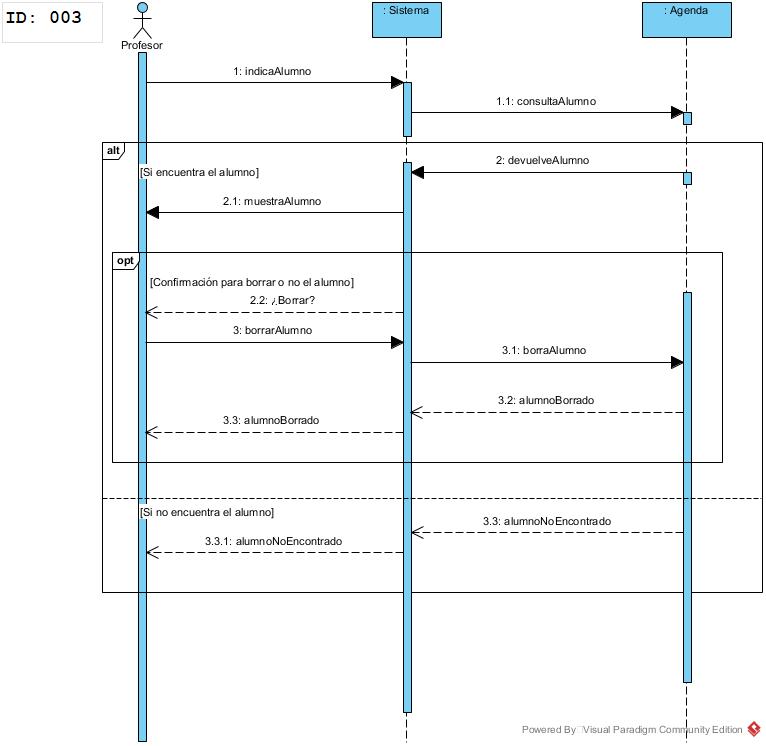 ID: 003
Profesor
: Sistema
: Agenda
1: indicaAlumno
1.1: consultaAlumno
alt
[Si encuentra el alumno]
2: devuelveAlumno
2.1: muestraAlumno
opt
[Confirmación para borrar o no el alumno]
2.2: ¿Borrar?
3: borrarAlumno
3.1: borraAlumno
3.2: alumnoBorrado
3.3: alumnoBorrado
[Si no encuentra el alumno]
3.3: alumnoNoEncontrado
3.3.1: alumnoNoEncontrado
Powered By Visual Paradigm Community Edition